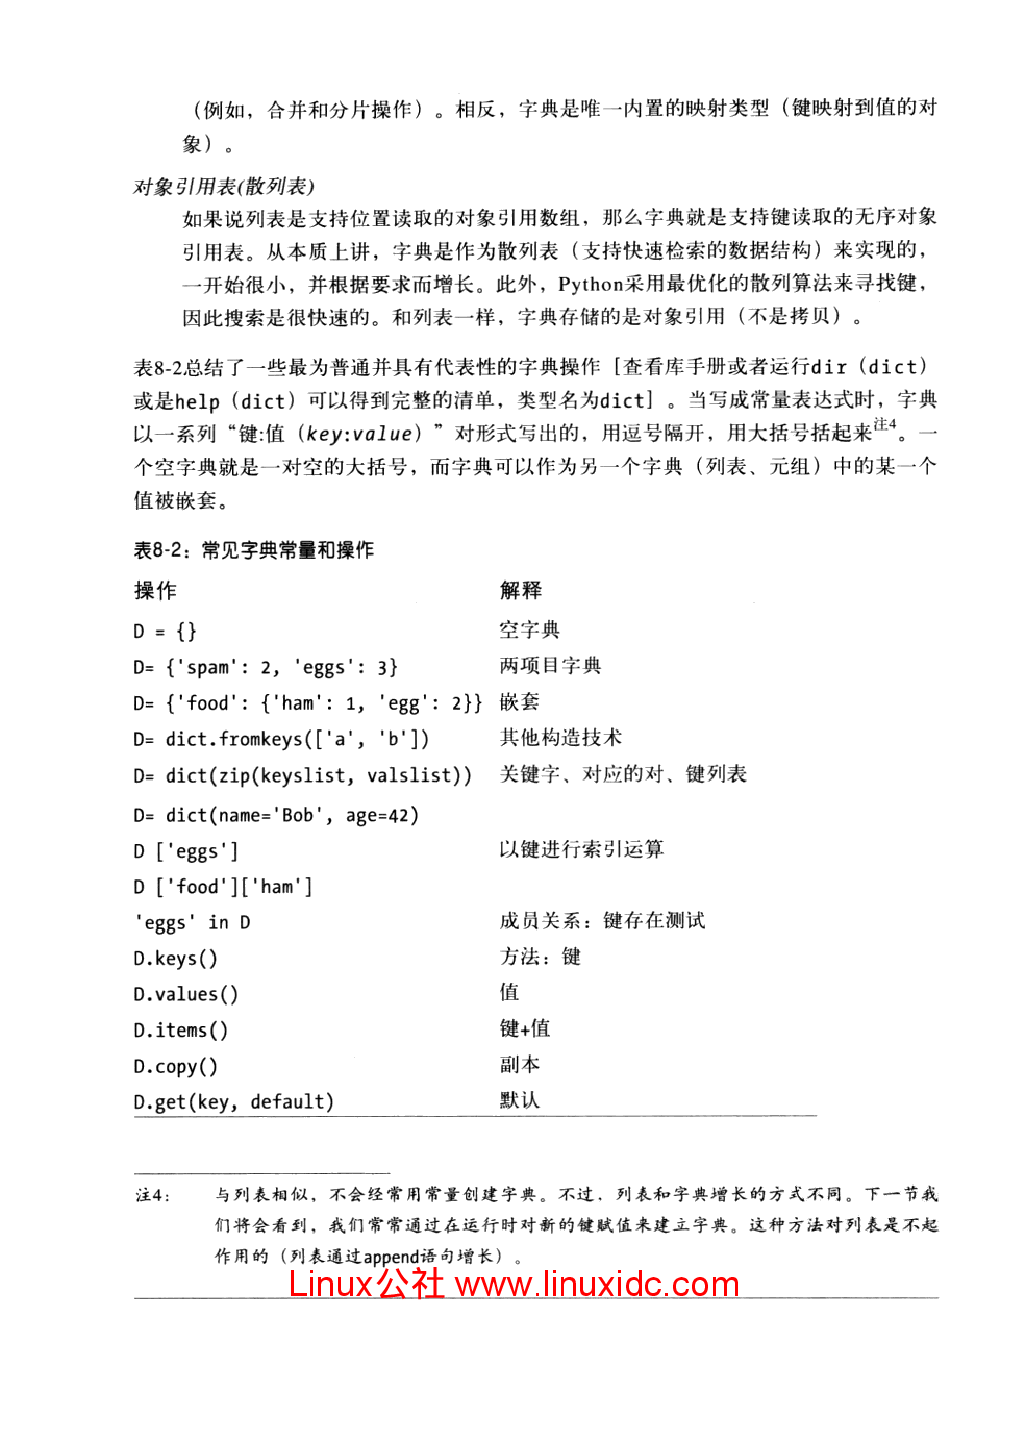 （例如，合并和分片操作）。相反，字典是唯一内置的映射类型（键映射到值的对
象）。
对象引用表(散列表)
如果说列表是支持位置读取的对象引用数组，那么字典就是支持键读取的无序对象
引用表。从本质上讲，字典是作为散列表（支持快速检索的数据结构）来实现的，
一开始很小，并根据要求而增长。此外，Python采用最优化的散列算法来寻找键，
因此搜索是很快速的。和列表一样，字典存储的是对象引用（不是拷贝）。
表8-2总结了一些最为普通并具有代表性的字典操作［查看库手册或者运行dir（dict）
或是help（dict）可以得到完整的清单，类型名为dict］。当写成常量表达式时，字典
以一系列“键:值（key:value）”对形式写出的，用逗号隔开，用大括号括起来注4。一
个空字典就是一对空的大括号，而字典可以作为另一个字典（列表、元组）中的某一个
值被嵌套。
表8-2：常见字典常量和操作
操作 解释
D = {} 空字典
D= {'spam': 2, 'eggs': 3} 两项目字典
D= {'food': {'ham': 1, 'egg': 2}} 嵌套
D= dict.fromkeys(['a', 'b']) 其他构造技术
D= dict(zip(keyslist, valslist)) 关键字、对应的对、键列表
D= dict(name='Bob', age=42)
D ['eggs'] 以键进行索引运算
D ['food']['ham']
'eggs' in D 成员关系：键存在测试
D.keys() 方法：键
D.values() 值
D.items() 键+值
D.copy() 副本
D.get(key, default) 默认
注4： 与列表相似，不会经常用常量创建字典。不过，列表和字典增长的方式不同。下一节我
们将会看到，我们常常通过在运行时对新的键赋值来建立字典。这种方法对列表是不起
作用的（列表通过append语句增长）。
Linux公社 www.linuxidc.com